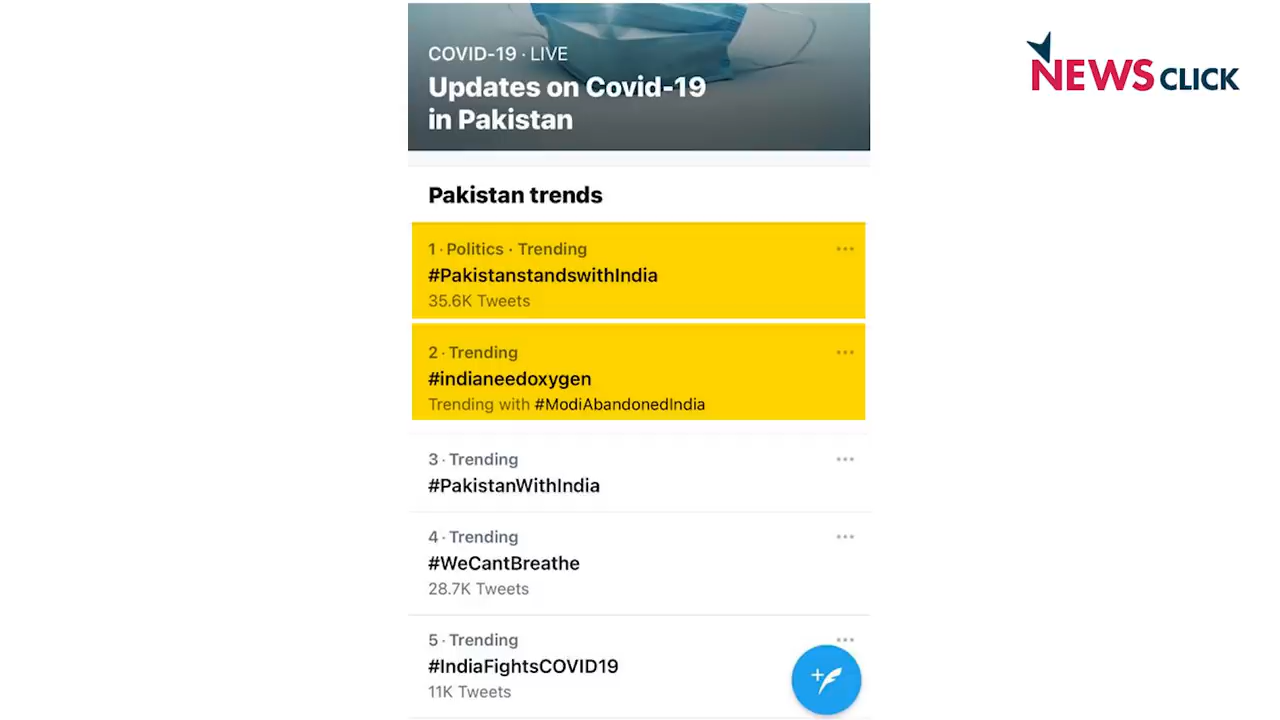 COVID-19 · LIVE
Updates on Covid-19
in Pakistan
NEWSCLICK
Pakistan trends
1 · Politics · Trending
#PakistanstandswithIndia
35.6K Tweets
2 · Trending
#indianeedoxygen
Trending with #ModiAbandonedIndia
3 · Trending
#PakistanWithIndia
4 · Trending
#WeCantBreathe
28.7K Tweets
5 · Trending
#IndiaFightsCOVID19
11K Tweets